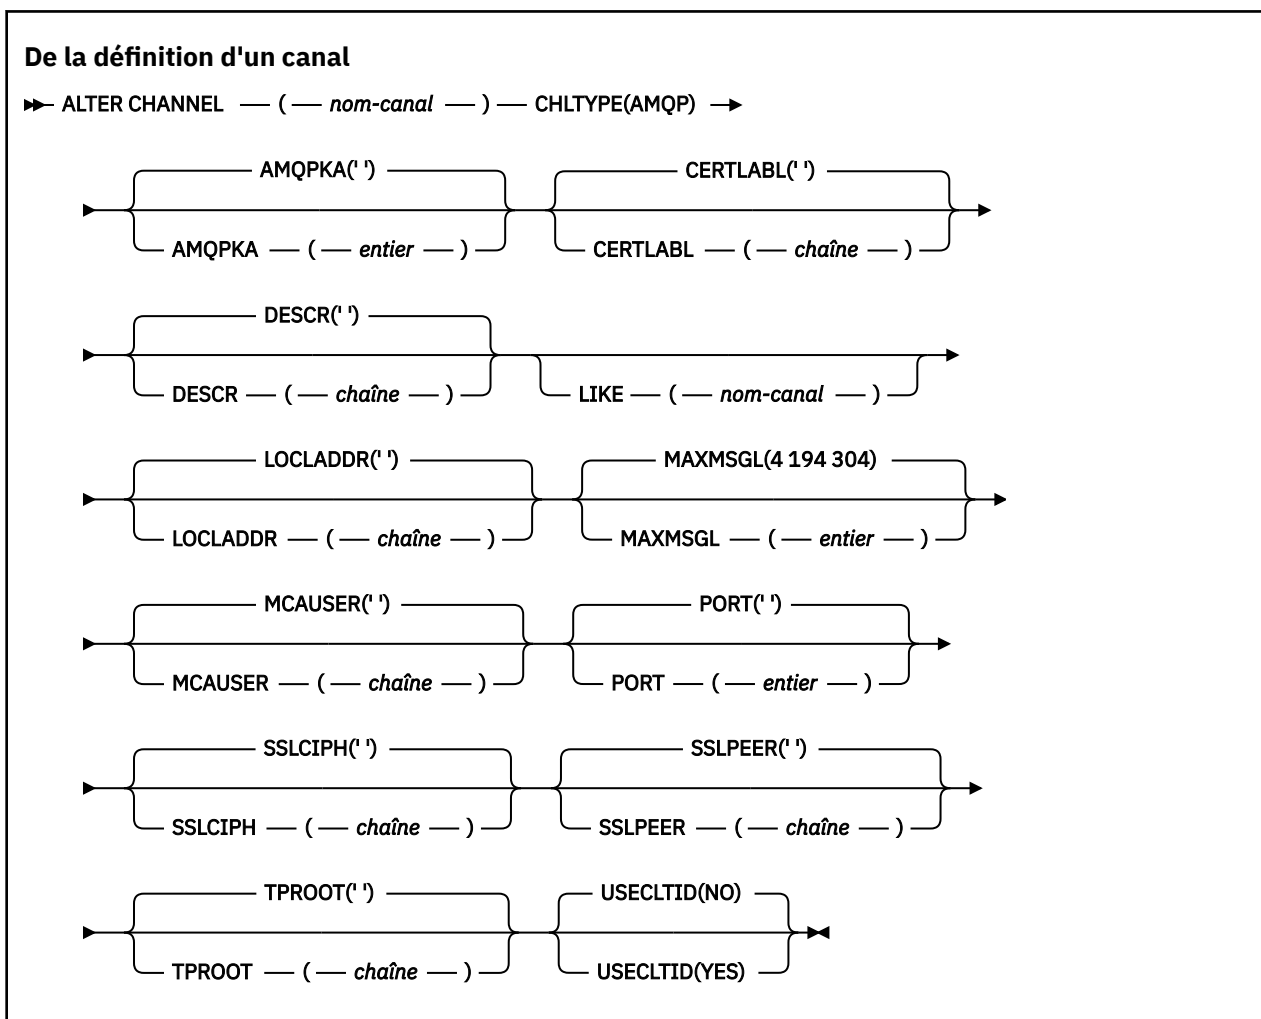 De la définition d'un canal
ALTER CHANNEL ( nom-canal ) CHLTYPE(AMQP)
AMQPKA(' ') CERTLABL(' ')
AMQPKA ( entier ) CERTLABL ( chaîne )
DESCR(' ')
DESCR ( chaîne ) LIKE ( nom-canal )
LOCLADDR(' ') MAXMSGL(4 194 304)
LOCLADDR ( chaîne ) MAXMSGL ( entier )
MCAUSER(' ') PORT(' ')
MCAUSER ( chaîne ) PORT ( entier )
SSLCIPH(' ') SSLPEER(' ')
SSLCIPH ( chaîne ) SSLPEER ( chaîne )
TPROOT(' ') USECLTID(NO)
TPROOT ( chaîne ) USECLTID(YES)